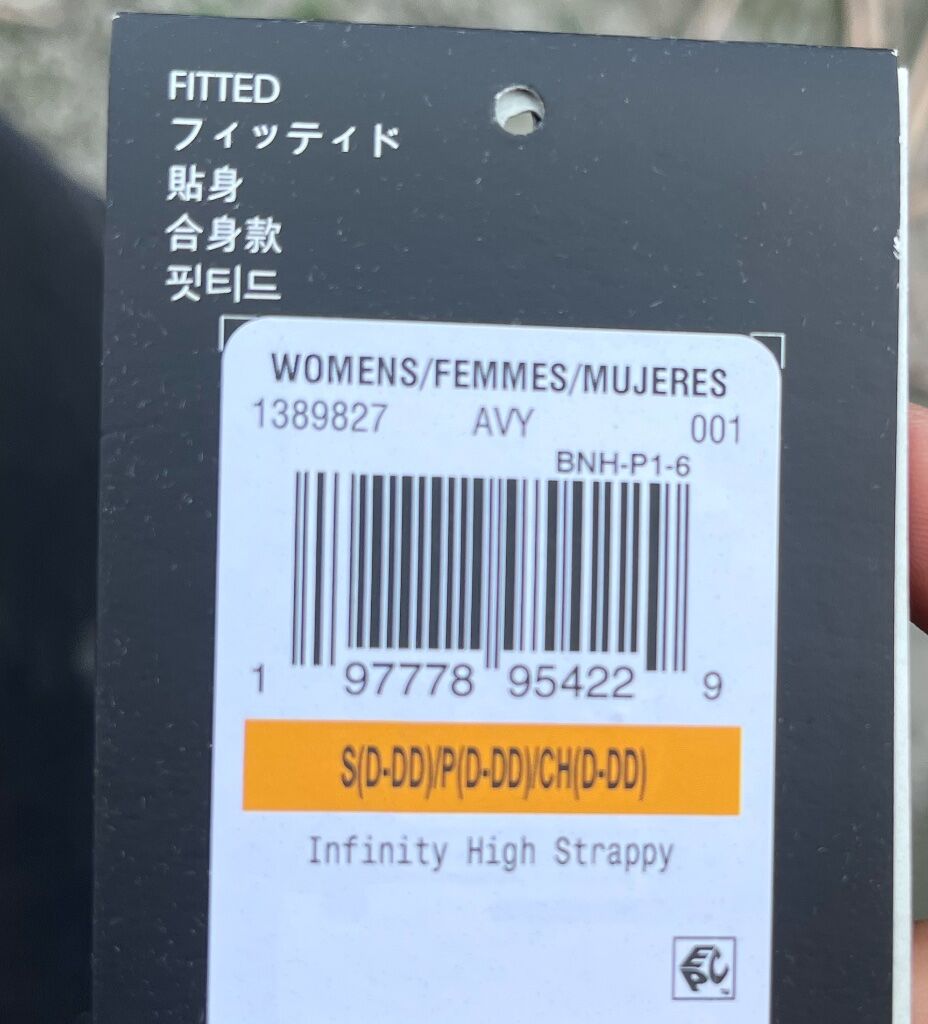 FITTED
フィッティド
貼身
合身款
핏티드
WOMENS/FEMMES/MUJERES
1389827 AVY 001
BNH-P1-6
1 97778 95422 9
S(D-DD)/P(D-DD)/CH(D-DD)
Infinity High Strappy
EPC